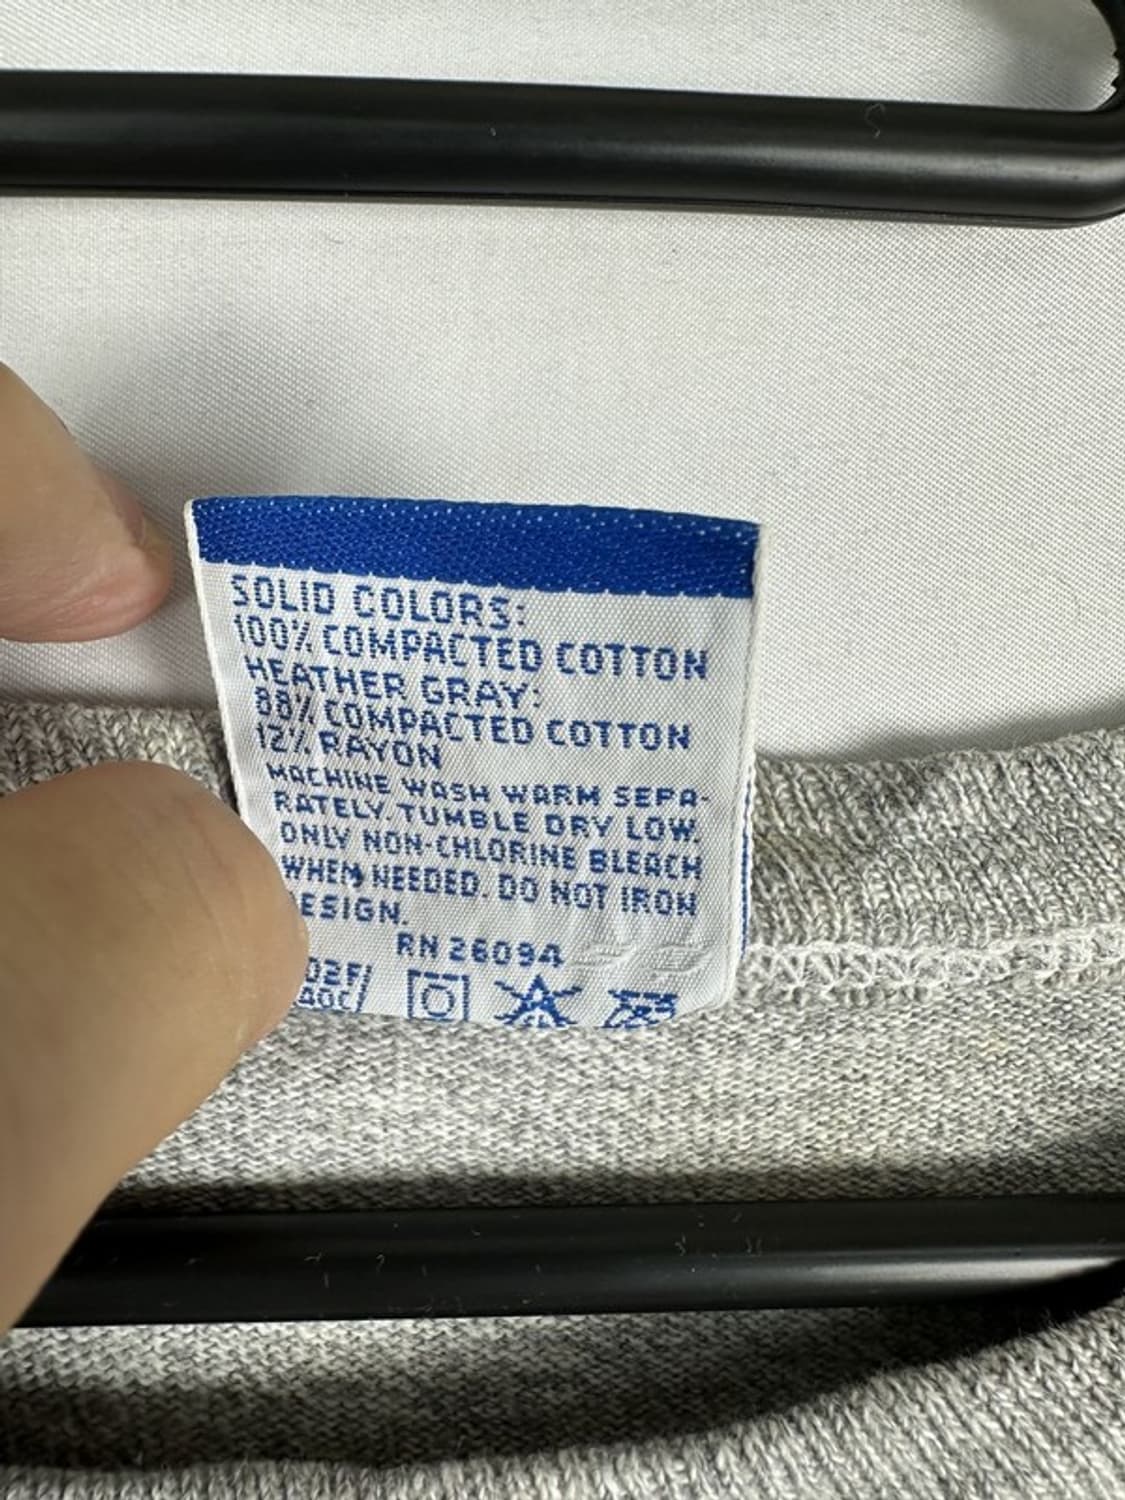 SOLID COLORS:
100% COMPACTED COTTON
HEATHER GRAY:
88% COMPACTED COTTON
12% RAYON
MACHINE WASH WARM SEPA-
RATELY. TUMBLE DRY LOW.
ONLY NON-CHLORINE BLEACH
WHEN NEEDED. DO NOT IRON
ESIGN.
RN 26094
02F/